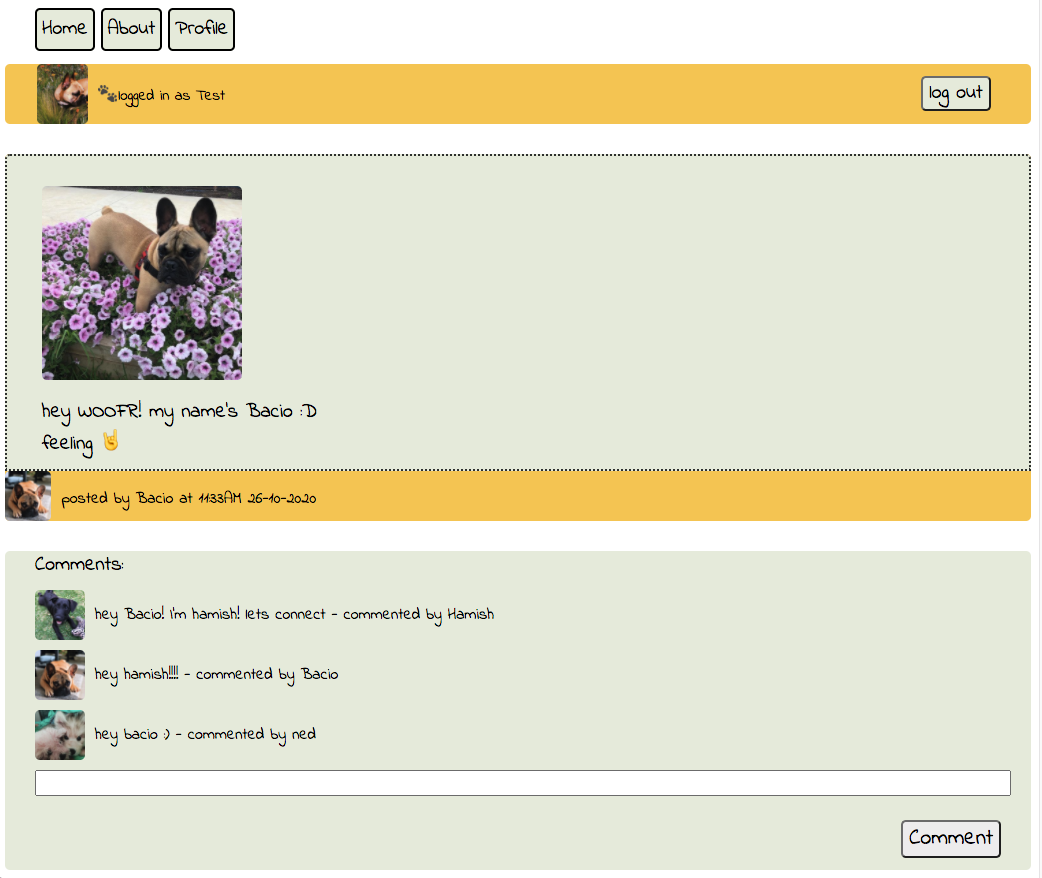 Home About Profile
🐾logged in as Test
log out
hey WOOFR! my name's Bacio :D
feeling 🤘
posted by Bacio at 1133AM 26-10-2020
Comments:
hey Bacio! I'm hamish! lets connect - commented by Hamish
hey hamish!!!! - commented by Bacio
hey bacio :) - commented by ned
Comment